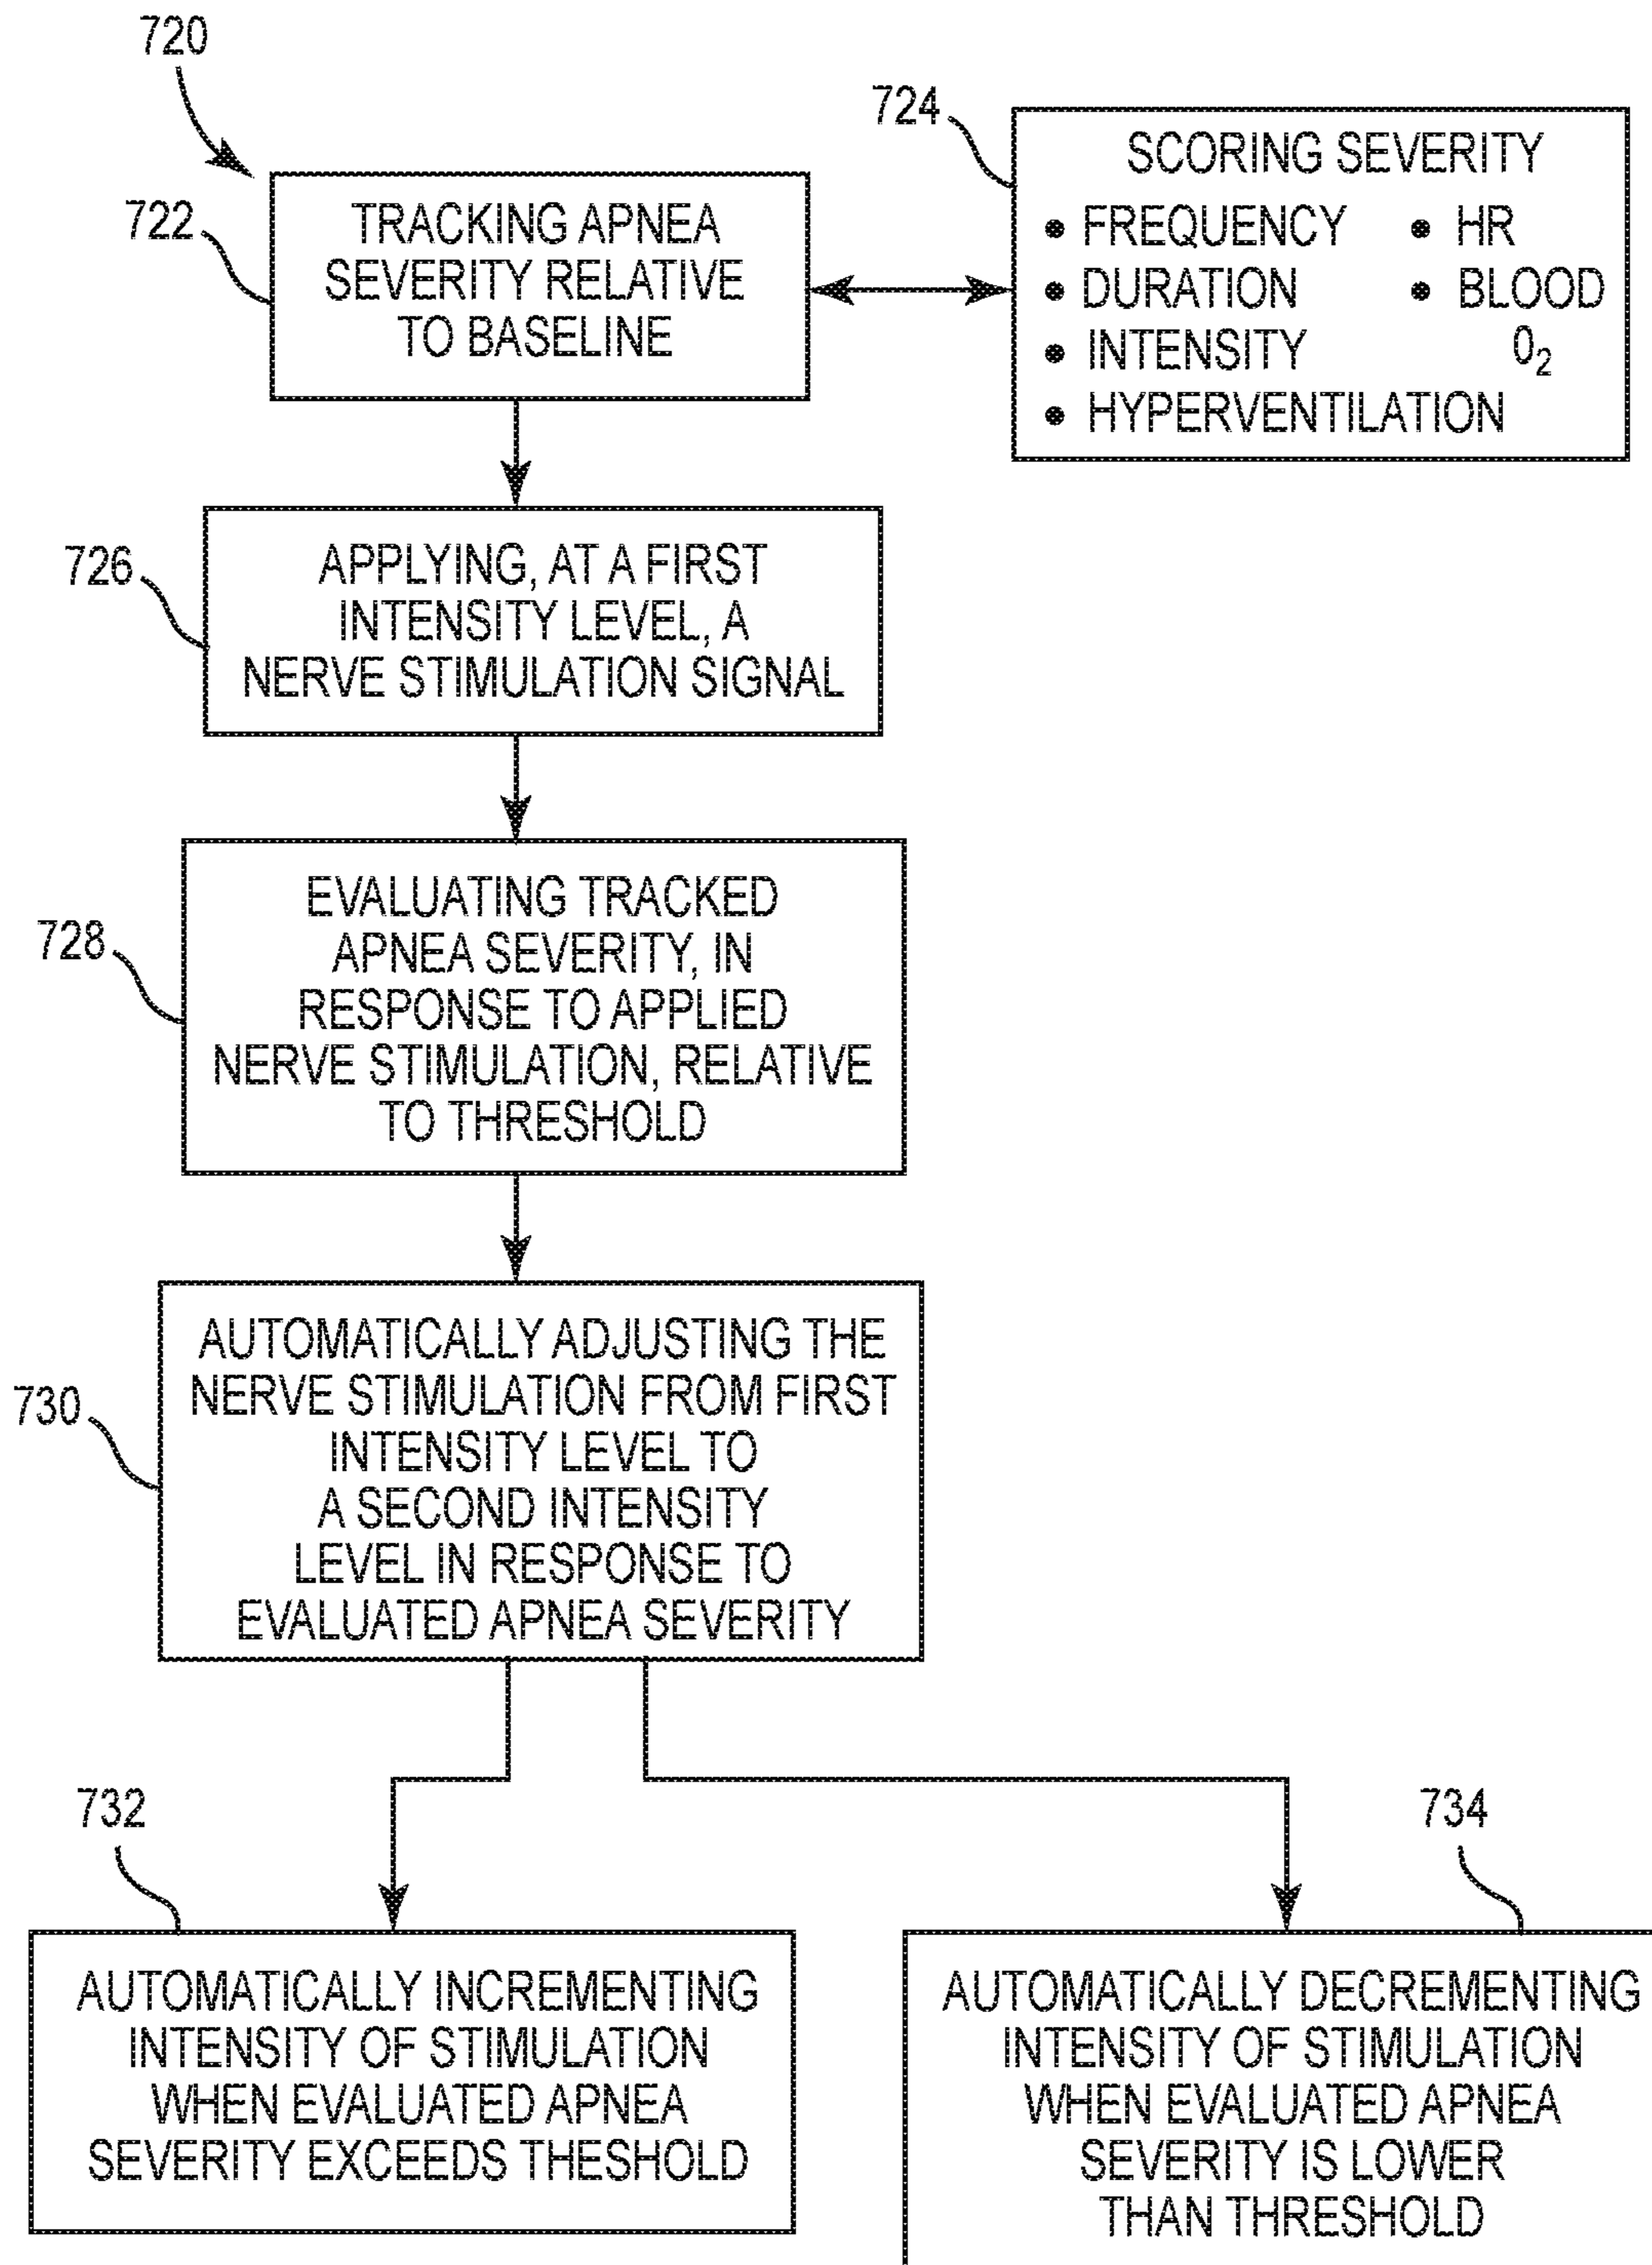 720
724
SCORING SEVERITY
• FREQUENCY • HR
• DURATION • BLOOD
• INTENSITY O₂
• HYPERVENTILATION
722
TRACKING APNEA
SEVERITY RELATIVE
TO BASELINE
726
APPLYING, AT A FIRST
INTENSITY LEVEL, A
NERVE STIMULATION SIGNAL
728
EVALUATING TRACKED
APNEA SEVERITY, IN
RESPONSE TO APPLIED
NERVE STIMULATION, RELATIVE
TO THRESHOLD
730
AUTOMATICALLY ADJUSTING THE
NERVE STIMULATION FROM FIRST
INTENSITY LEVEL TO
A SECOND INTENSITY
LEVEL IN RESPONSE TO
EVALUATED APNEA SEVERITY
732
AUTOMATICALLY INCREMENTING
INTENSITY OF STIMULATION
WHEN EVALUATED APNEA
SEVERITY EXCEEDS THESHOLD
734
AUTOMATICALLY DECREMENTING
INTENSITY OF STIMULATION
WHEN EVALUATED APNEA
SEVERITY IS LOWER
THAN THRESHOLD